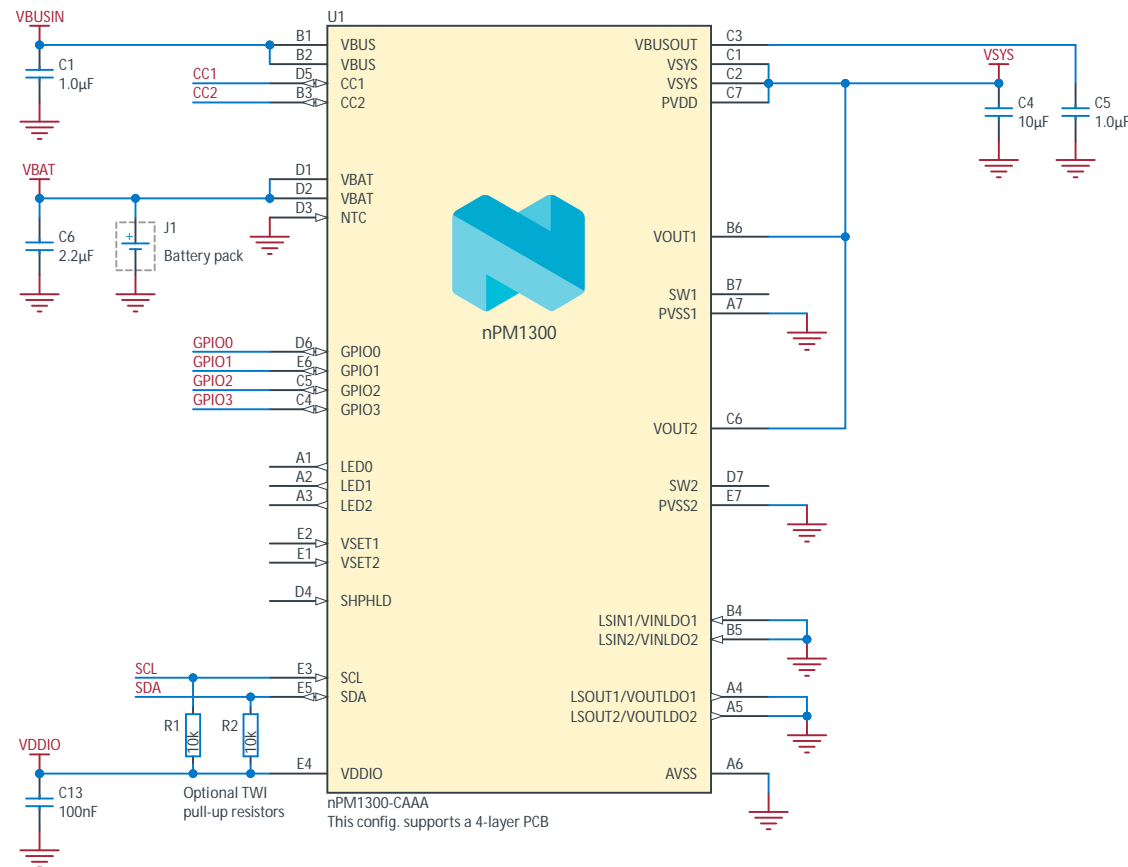 VBUSIN
U1
C1
1.0µF
B1
VBUS
B2
VBUS
CC1
D5
CC1
CC2
B3
CC2
VBUSOUT
C3
VSYS
C1
VSYS
C2
PVDD
C7
VSYS
C4
10µF
C5
1.0µF
VBAT
D1
VBAT
D2
VBAT
D3
NTC
C6
2.2µF
+
J1
Battery pack
VOUT1
B6
SW1
B7
PVSS1
A7
nPM1300
GPIO0
D6
GPIO0
GPIO1
E6
GPIO1
GPIO2
C5
GPIO2
GPIO3
C4
GPIO3
VOUT2
C6
A1
LED0
A2
LED1
A3
LED2
SW2
D7
PVSS2
E7
E2
VSET1
E1
VSET2
D4
SHPHLD
LSIN1/VINLDO1
B4
LSIN2/VINLDO2
B5
SCL
E3
SCL
SDA
E5
SDA
LSOUT1/VOUTLDO1
A4
LSOUT2/VOUTLDO2
A5
R1
10k
R2
10k
VDDIO
E4
VDDIO
AVSS
A6
C13
100nF
Optional TWI
pull-up resistors
nPM1300-CAAA
This config. supports a 4-layer PCB